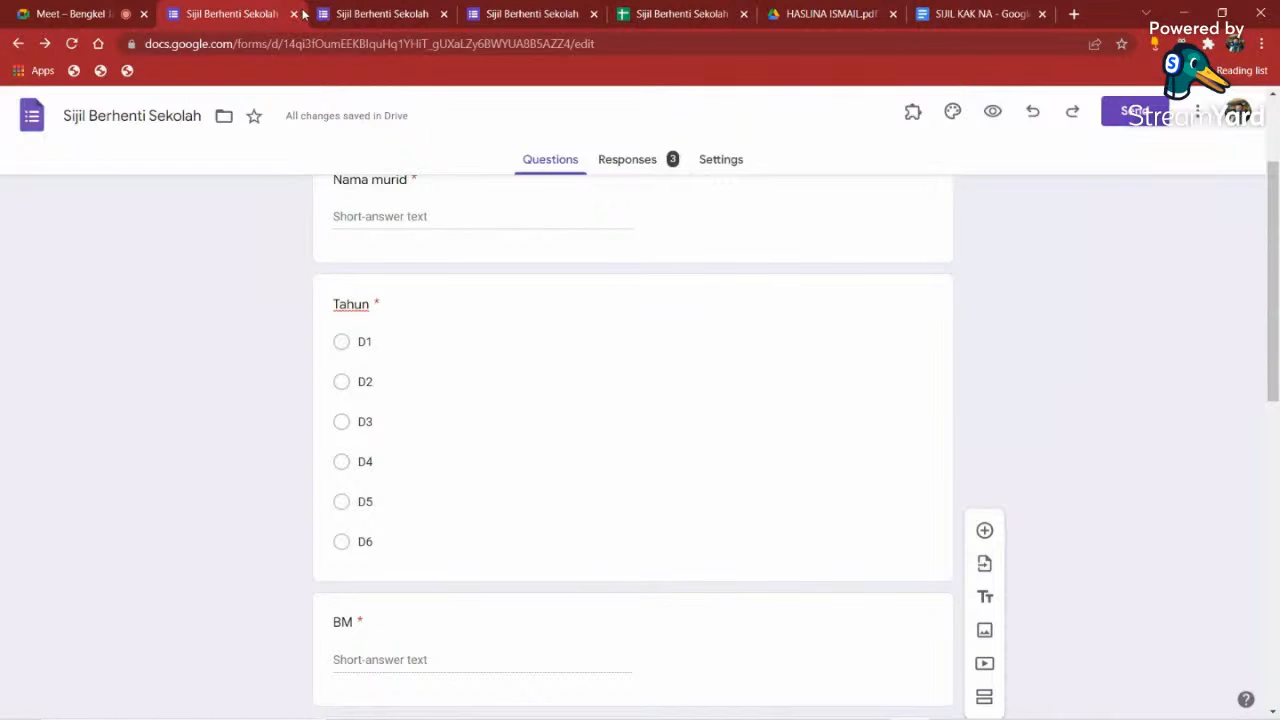 Meet – Bengkel
Sijil Berhenti Sekolah
Sijil Berhenti Sekolah
Sijil Berhenti Sekolah
Sijil Berhenti Sekolah
HASLINA ISMAIL.pdf
SIJIL KAK NA - Googl
Powered by
StreamYard
docs.google.com/forms/d/14qi3fOumEEKBIquHq1YHiT_gUXaLZy6BWYUA8B5AZZ4/edit
Apps
Reading list
Sijil Berhenti Sekolah
All changes saved in Drive
Send
Questions
Responses 3
Settings
Nama murid *
Short-answer text
Tahun *
D1
D2
D3
D4
D5
D6
BM *
Short-answer text